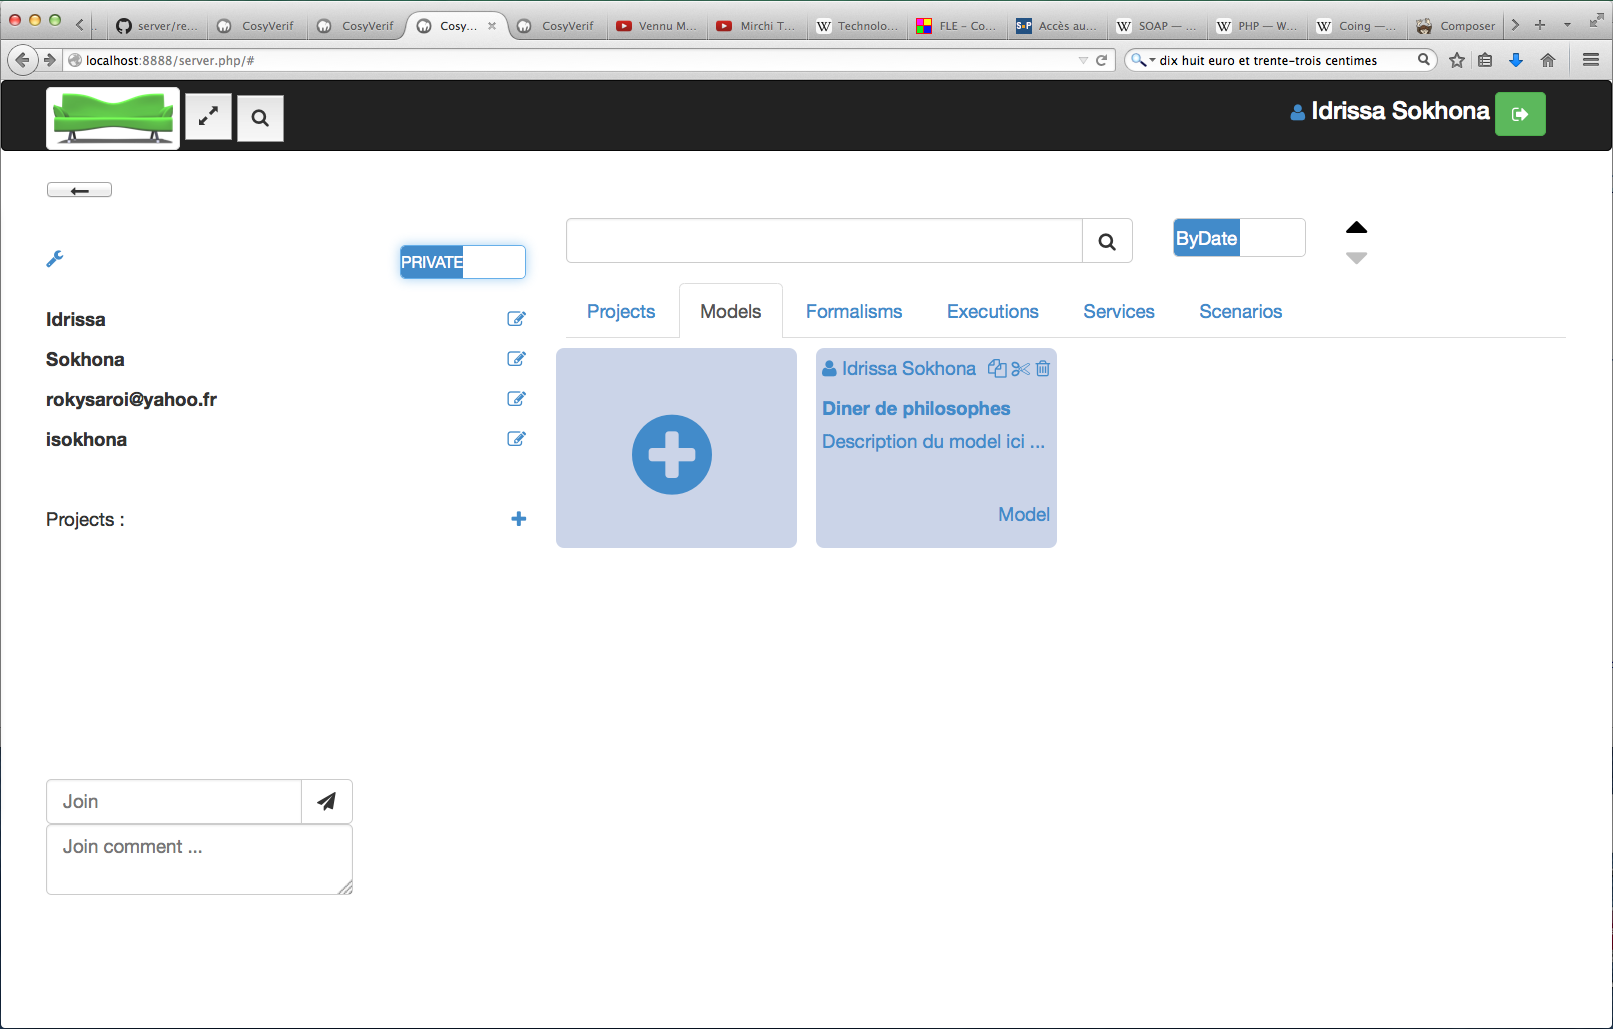 server/re...
CosyVerif
CosyVerif
Cosy...
CosyVerif
Vennu M...
Mirchi T...
Technolo...
FLE – Co...
Accès au...
SOAP — ...
PHP — W...
Coing —...
Composer
localhost:8888/server.php/#
dix huit euro et trente-trois centimes
Idrissa Sokhona
ByDate
PRIVATE
Projects
Models
Formalisms
Executions
Services
Scenarios
Idrissa
Sokhona
rokysaroi@yahoo.fr
isokhona
Projects :
Idrissa Sokhona
Diner de philosophes
Description du model ici ...
Model
Join
Join comment ...